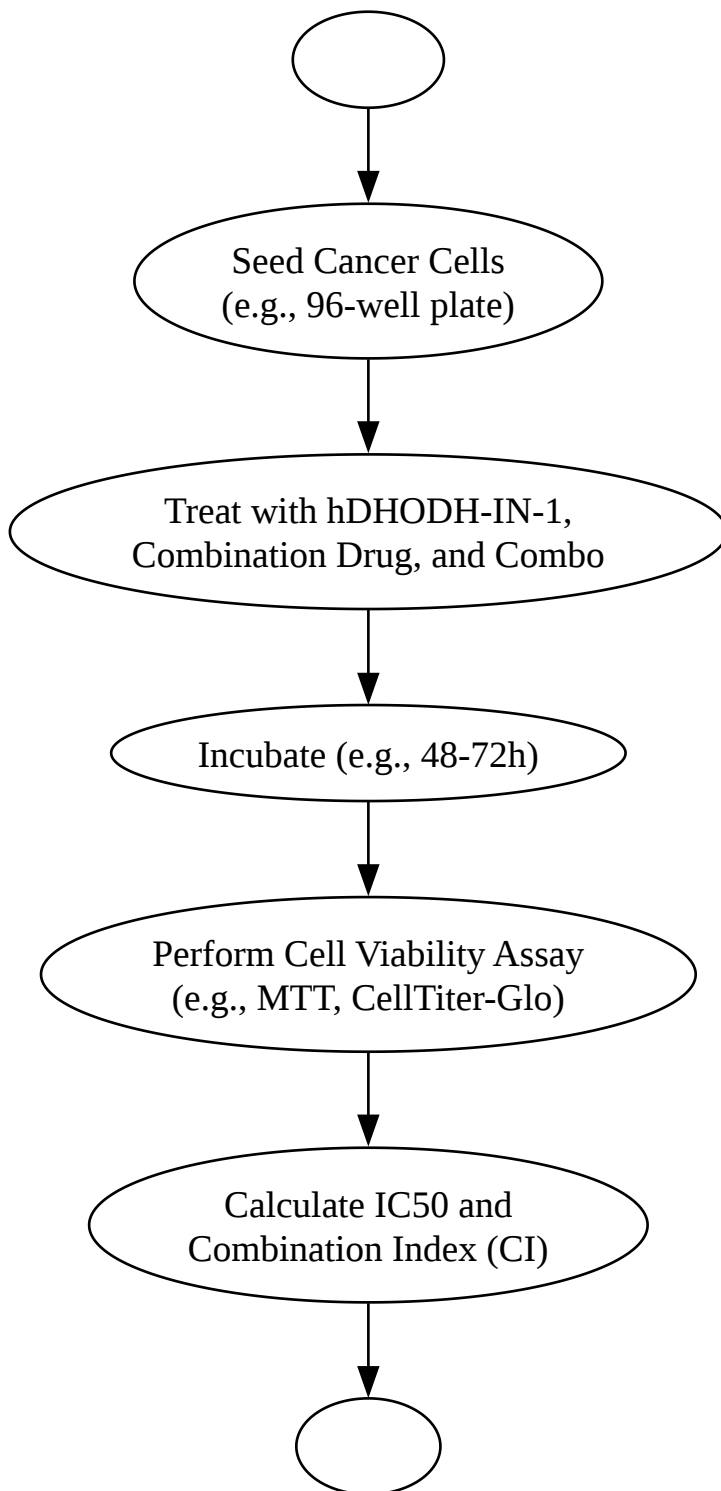 Seed Cancer Cells
(e.g., 96-well plate)
Treat with hDHODH-IN-1,
Combination Drug, and Combo
Incubate (e.g., 48-72h)
Perform Cell Viability Assay
(e.g., MTT, CellTiter-Glo)
Calculate IC50 and
Combination Index (CI)